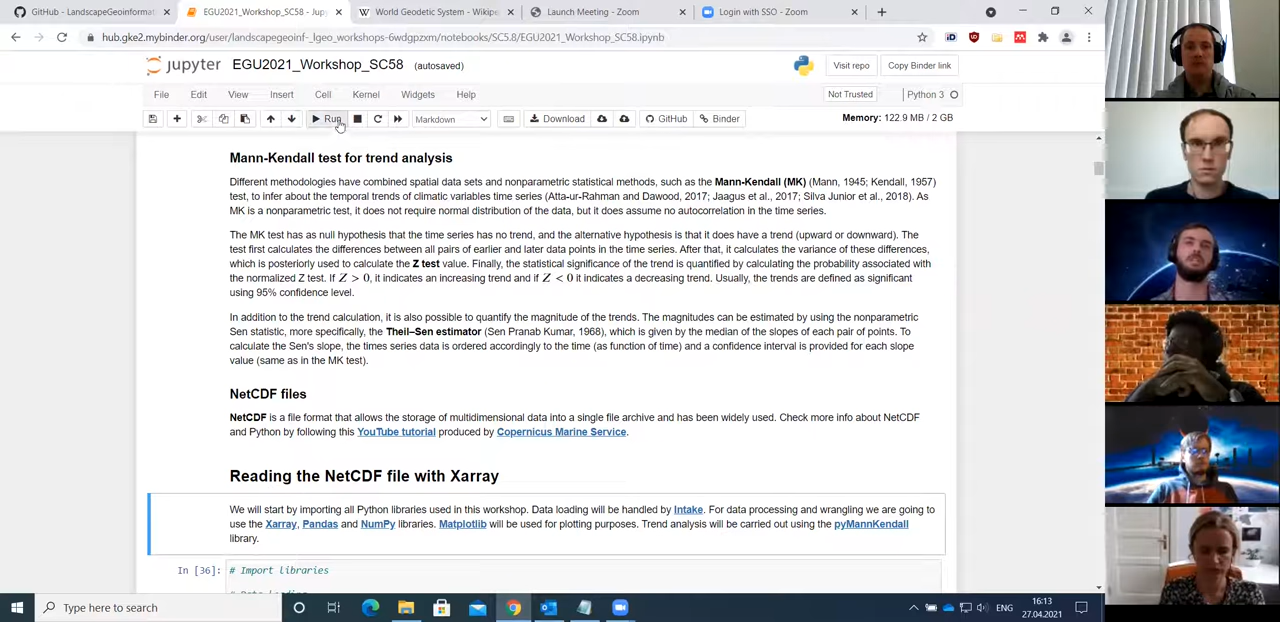 GitHub - LandscapeGeoinformat
EGU2021_Workshop_SC58 - Jupy
World Geodetic System - Wikipe
Launch Meeting - Zoom
Login with SSO - Zoom
hub.gke2.mybinder.org/user/landscapegeoinf-_lgeo_workshops-6wdgpzxm/notebooks/SC5.8/EGU2021_Workshop_SC58.ipynb
jupyter EGU2021_Workshop_SC58 (autosaved)
Visit repo Copy Binder link
File Edit View Insert Cell Kernel Widgets Help
Not Trusted Python 3
Run Markdown Download GitHub Binder Memory: 122.9 MB / 2 GB
Mann-Kendall test for trend analysis
Different methodologies have combined spatial data sets and nonparametric statistical methods, such as the Mann-Kendall (MK) (Mann, 1945; Kendall, 1957)
test, to infer about the temporal trends of climatic variables time series (Atta-ur-Rahman and Dawood, 2017; Jaagus et al., 2017; Silva Junior et al., 2018). As
MK is a nonparametric test, it does not require normal distribution of the data, but it does assume no autocorrelation in the time series.
The MK test has as null hypothesis that the time series has no trend, and the alternative hypothesis is that it does have a trend (upward or downward). The
test first calculates the differences between all pairs of earlier and later data points in the time series. After that, it calculates the variance of these differences,
which is posteriorly used to calculate the Z test value. Finally, the statistical significance of the trend is quantified by calculating the probability associated with
the normalized Z test. If Z > 0, it indicates an increasing trend and if Z < 0 it indicates a decreasing trend. Usually, the trends are defined as significant
using 95% confidence level.
In addition to the trend calculation, it is also possible to quantify the magnitude of the trends. The magnitudes can be estimated by using the nonparametric
Sen statistic, more specifically, the Theil–Sen estimator (Sen Pranab Kumar, 1968), which is given by the median of the slopes of each pair of points. To
calculate the Sen's slope, the times series data is ordered accordingly to the time (as function of time) and a confidence interval is provided for each slope
value (same as in the MK test).
NetCDF files
NetCDF is a file format that allows the storage of multidimensional data into a single file archive and has been widely used. Check more info about NetCDF
and Python by following this YouTube tutorial produced by Copernicus Marine Service.
Reading the NetCDF file with Xarray
We will start by importing all Python libraries used in this workshop. Data loading will be handled by Intake. For data processing and wrangling we are going to
use the Xarray, Pandas and NumPy libraries. Matplotlib will be used for plotting purposes. Trend analysis will be carried out using the pyMannKendall
library.
In [36]: # Import libraries
Type here to search
ENG
16:13
27.04.2021